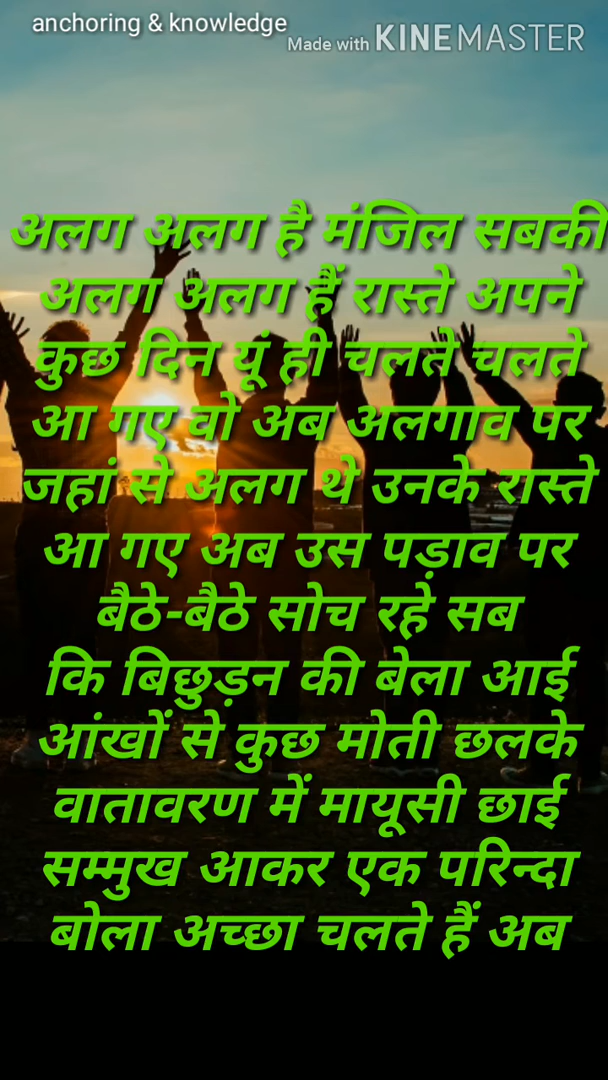 anchoring & knowledge
Made with KINEMASTER
अलग अलग है मंजिल सबकी
अलग अलग हैं रास्ते अपने
कुछ दिन यूं ही चलते चलते
आ गए वो अब अलगाव पर
जहां से अलग थे उनके रास्ते
आ गए अब उस पड़ाव पर
बैठे-बैठे सोच रहे सब
कि बिछुड़न की बेला आई
आंखों से कुछ मोती छलके
वातावरण में मायूसी छाई
सम्मुख आकर एक परिन्दा
बोला अच्छा चलते हैं अब